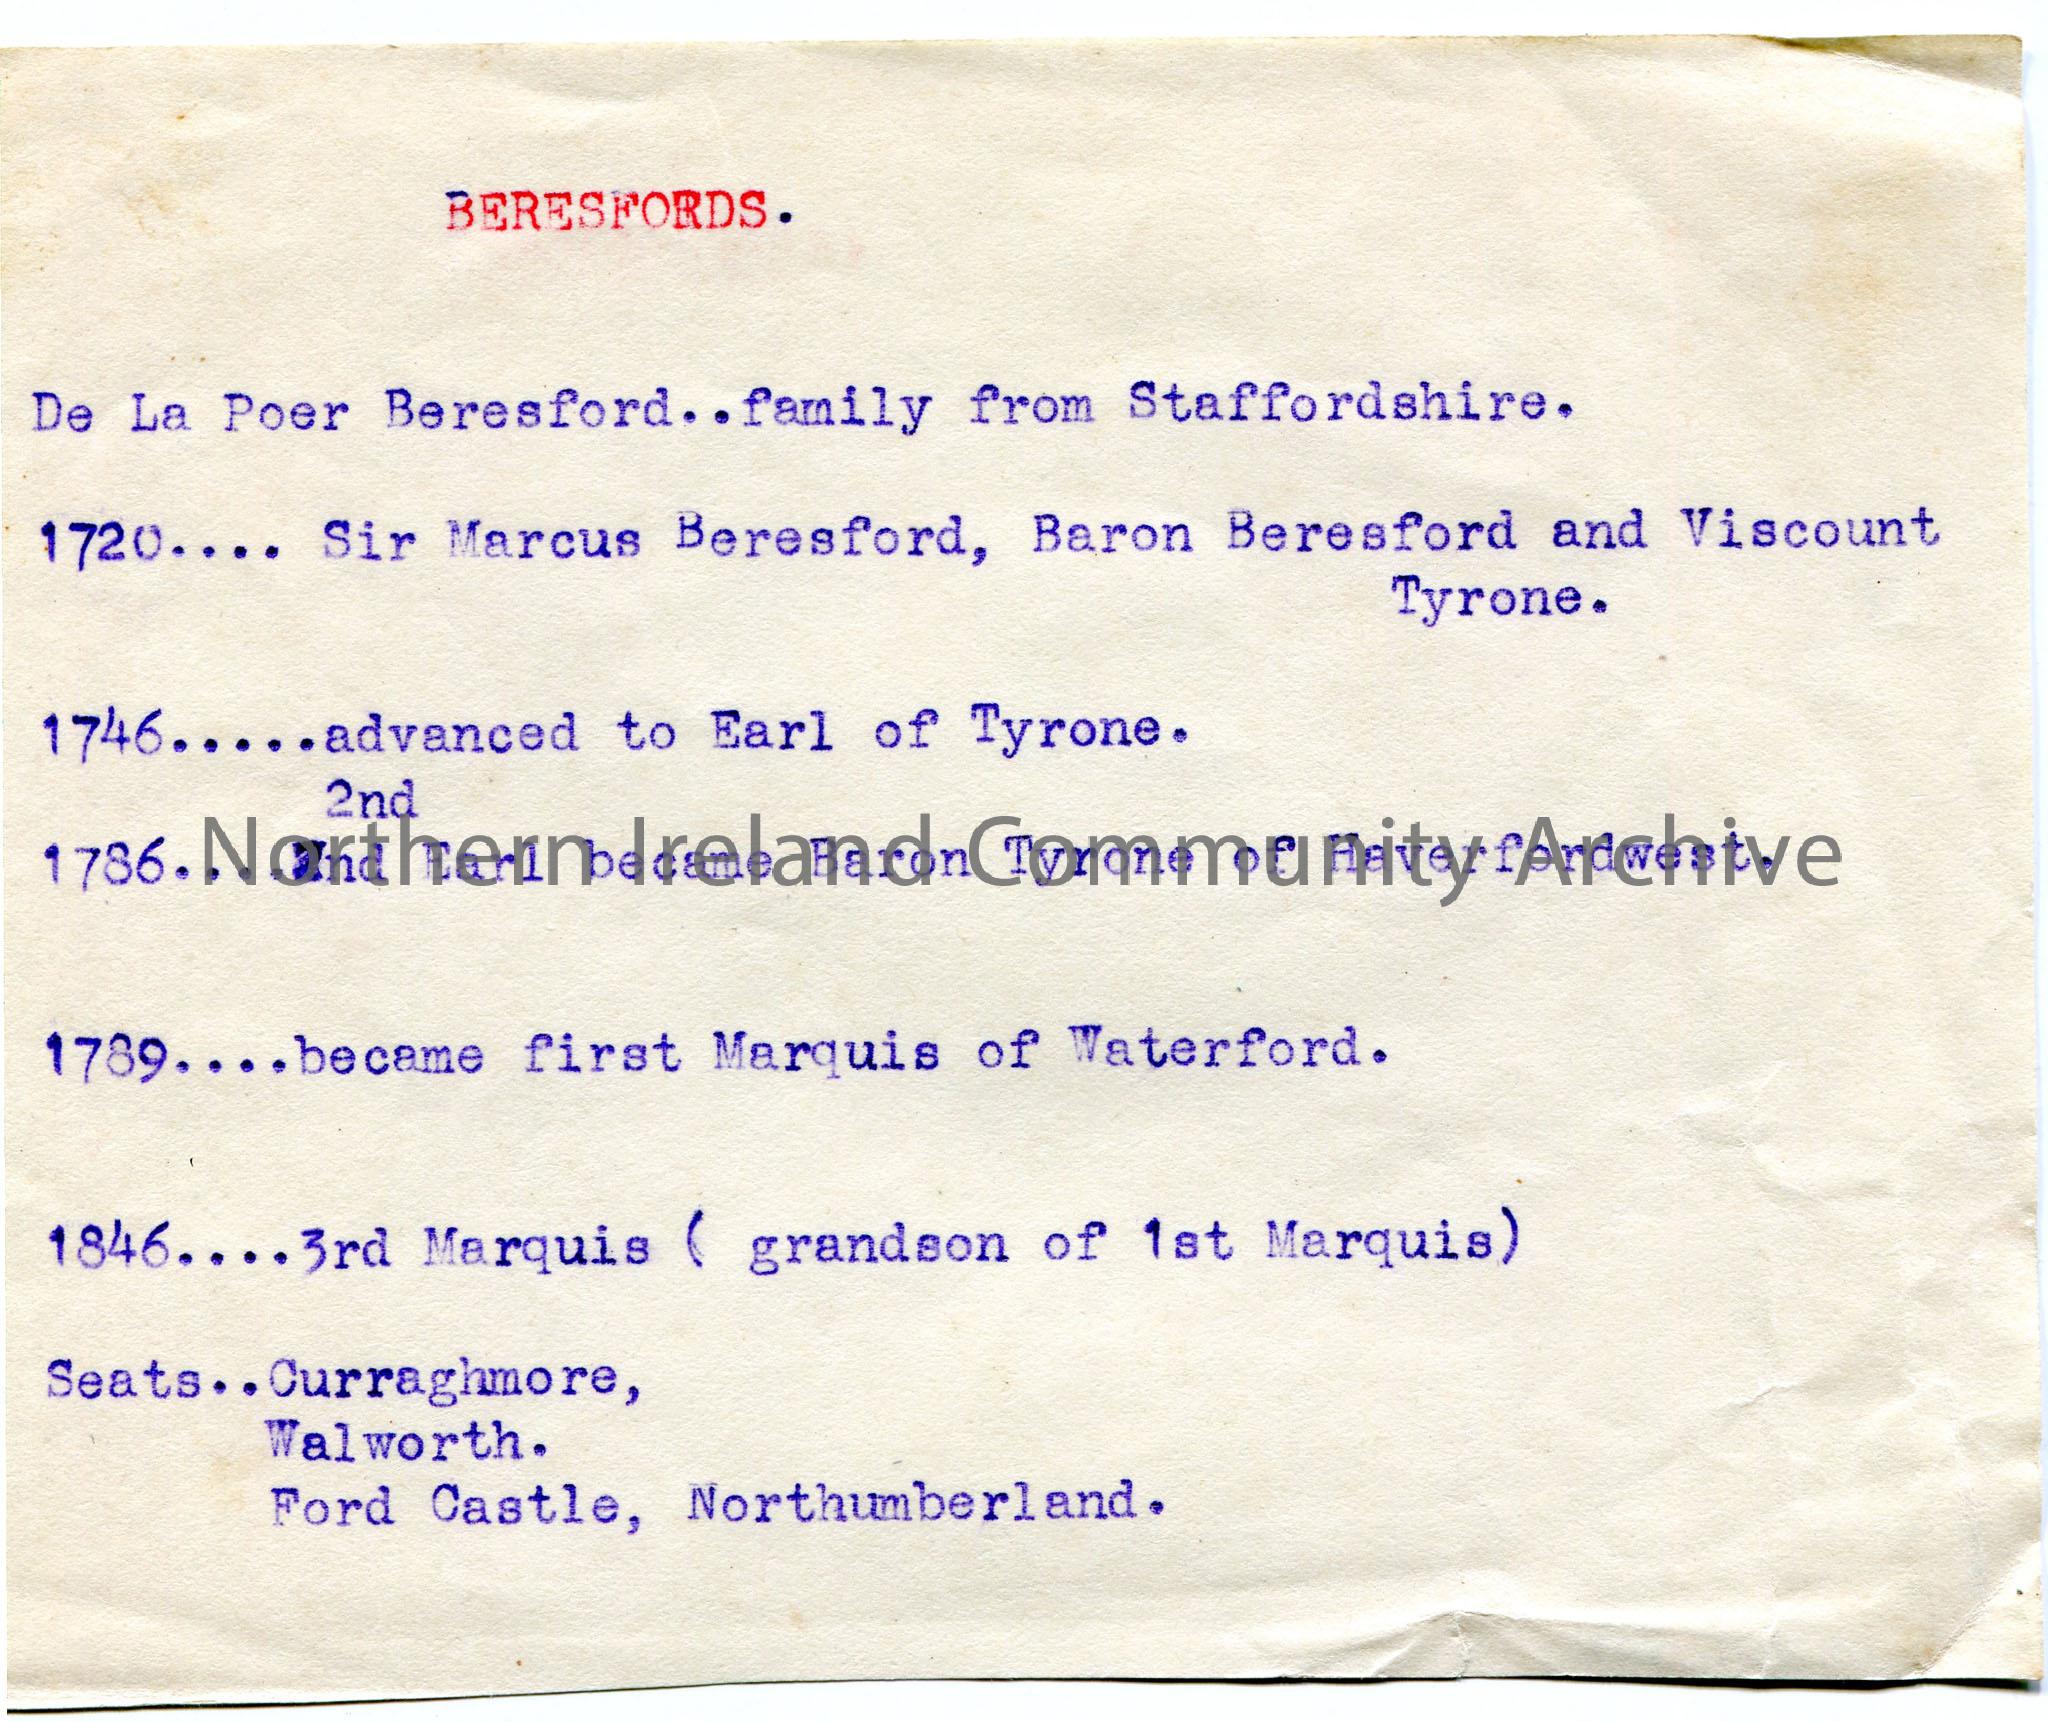 BERESFORDS.
De La Poer Beresford..family from Staffordshire.
1720.... Sir Marcus Beresford, Baron Beresford and Viscount
Tyrone.
1746.....advanced to Earl of Tyrone.
2nd
1786.... nd Earl became Baron Tyrone of Haverfordwest.
Northern Ireland Community Archive
1789....became first Marquis of Waterford.
1846....3rd Marquis ( grandson of 1st Marquis)
Seats..Curraghmore,
Walworth.
Ford Castle, Northumberland.